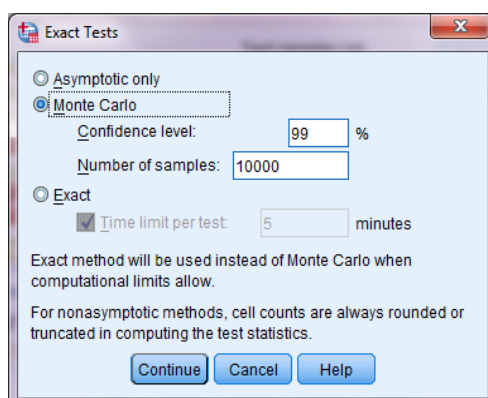 Exact Tests
Asymptotic only
Monte Carlo
Confidence level: 99 %
Number of samples: 10000
Exact
Time limit per test: 5 minutes
Exact method will be used instead of Monte Carlo when
computational limits allow.
For nonasymptotic methods, cell counts are always rounded or
truncated in computing the test statistics.
Continue Cancel Help